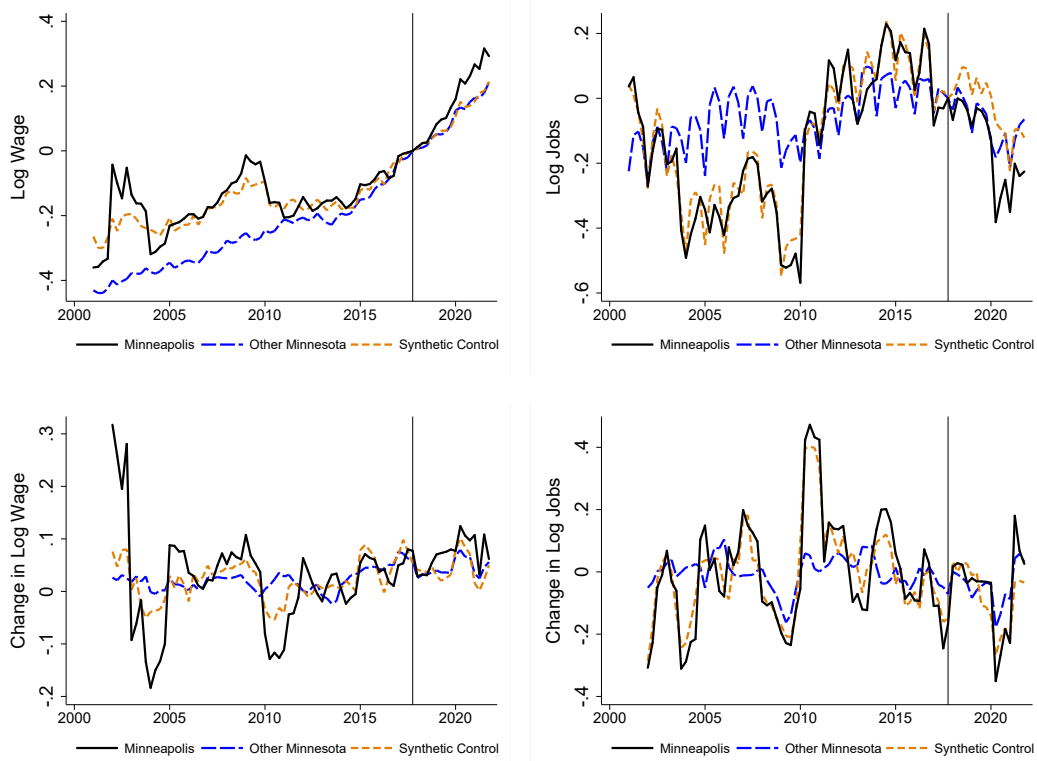 Log Wage
.4
.2
0
-.2
-.4
2000 2005 2010 2015 2020
Minneapolis Other Minnesota Synthetic Control
Log Jobs
.2
0
-.2
-.4
-.6
2000 2005 2010 2015 2020
Minneapolis Other Minnesota Synthetic Control
Change in Log Wage
.3
.2
.1
0
-.1
-.2
2000 2005 2010 2015 2020
Minneapolis Other Minnesota Synthetic Control
Change in Log Jobs
.4
.2
0
-.2
-.4
2000 2005 2010 2015 2020
Minneapolis Other Minnesota Synthetic Control